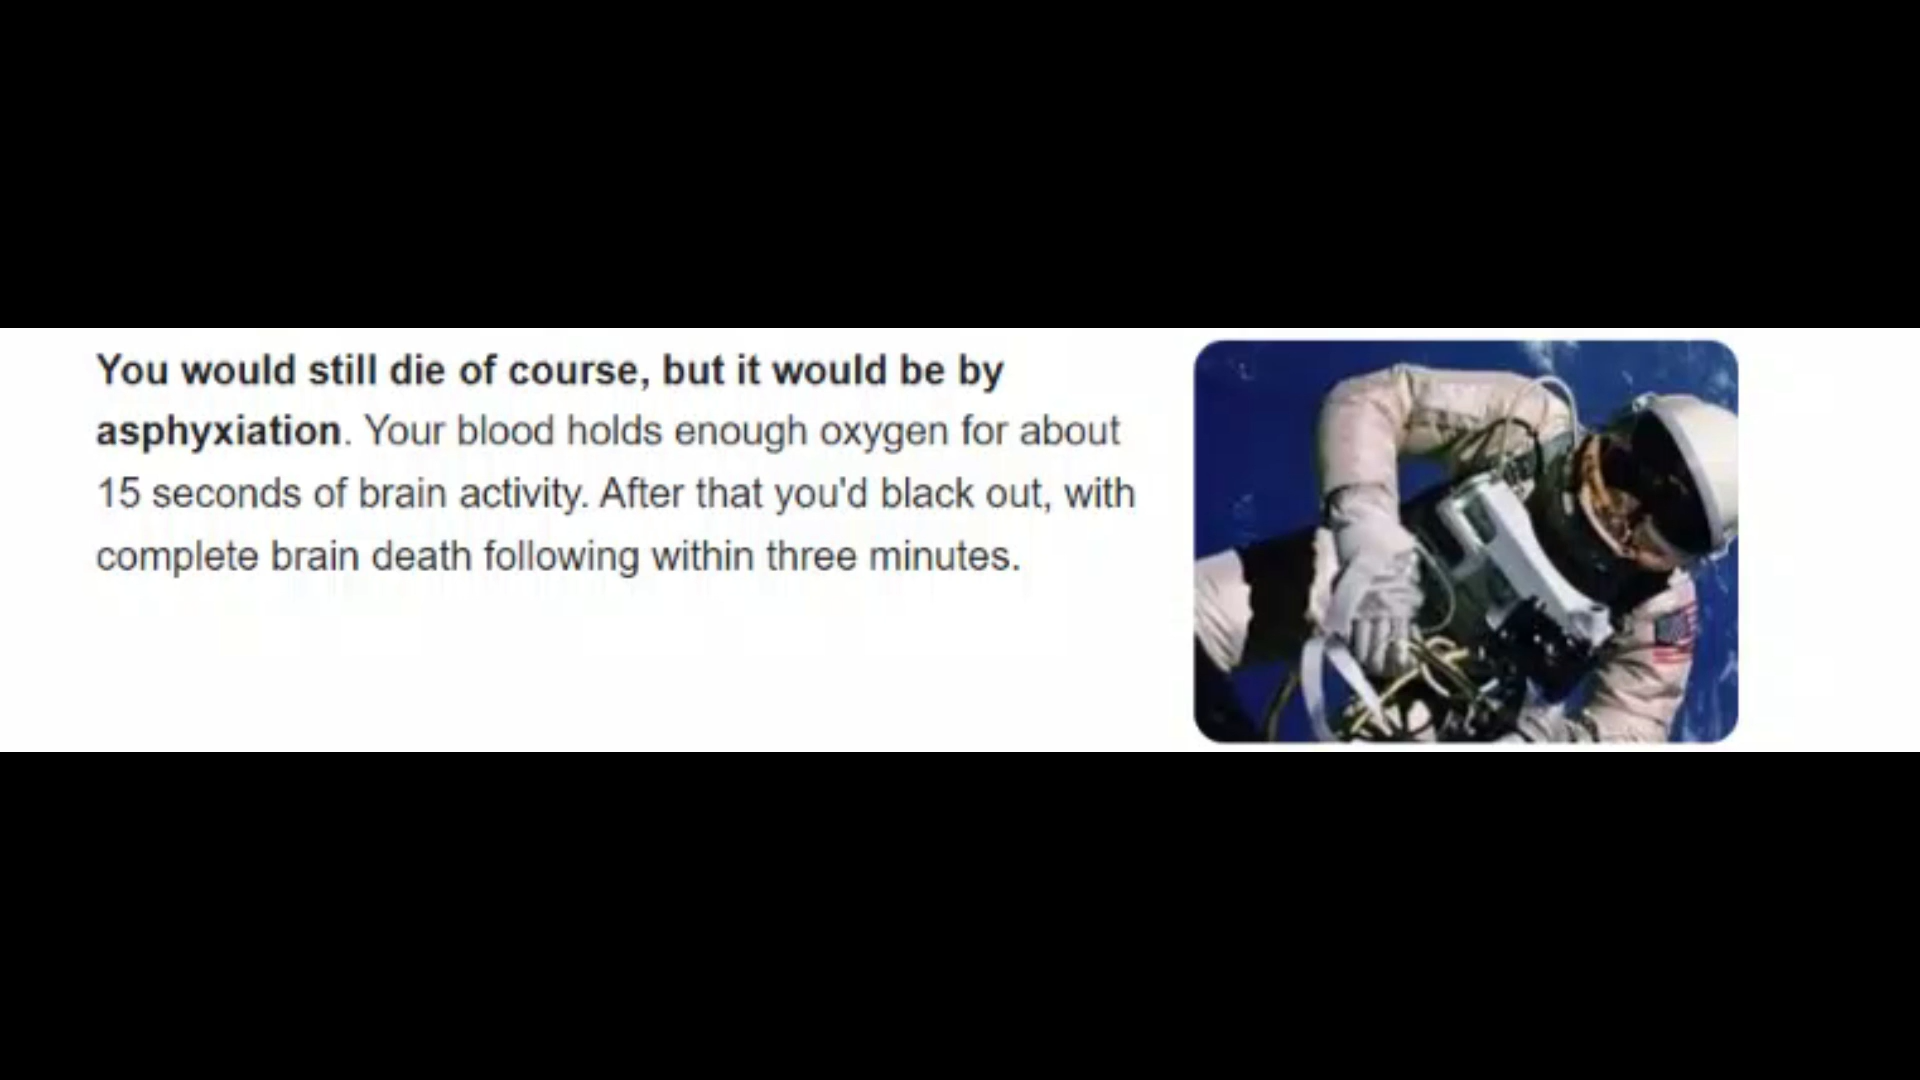 You would still die of course, but it would be by
asphyxiation. Your blood holds enough oxygen for about
15 seconds of brain activity. After that you'd black out, with
complete brain death following within three minutes.